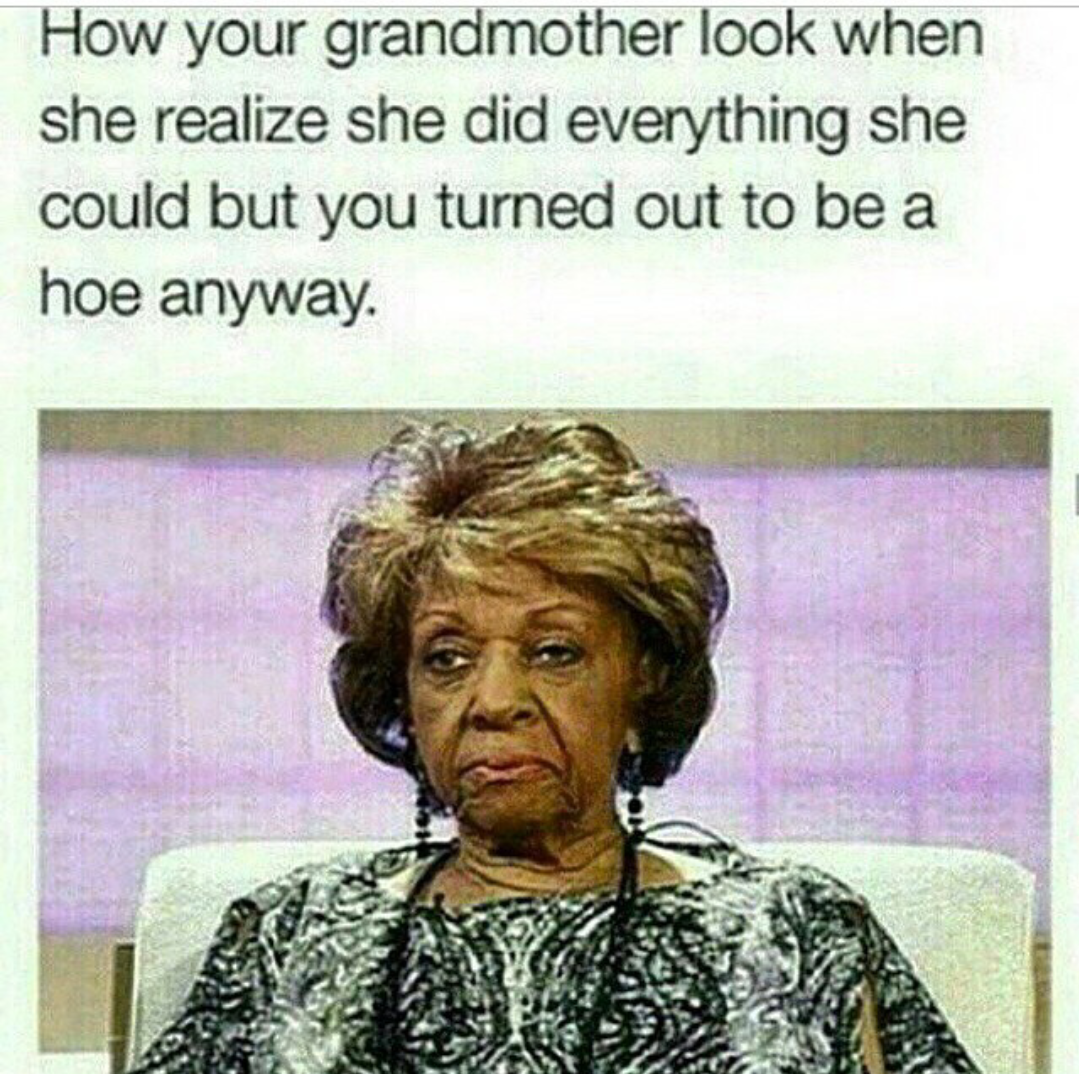 How your grandmother look when
she realize she did everything she
could but you turned out to be a
hoe anyway.